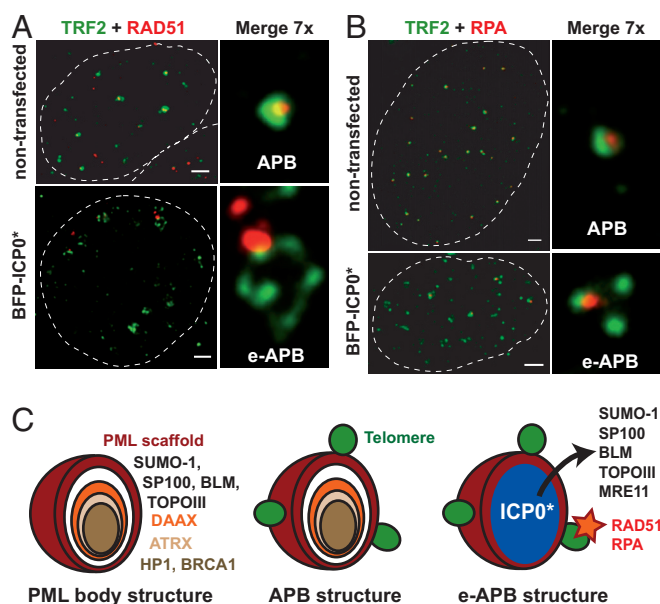 A
TRF2 + RAD51
Merge 7x
non-transfected
APB
BFP-ICP0*
e-APB
B
TRF2 + RPA
Merge 7x
non-transfected
APB
BFP-ICP0*
e-APB
C
PML scaffold
SUMO-1,
SP100, BLM,
TOPOIII
DAAX
ATRX
HP1, BRCA1
PML body structure
Telomere
APB structure
ICP0*
SUMO-1
SP100
BLM
TOPOIII
MRE11
RAD51
RPA
e-APB structure